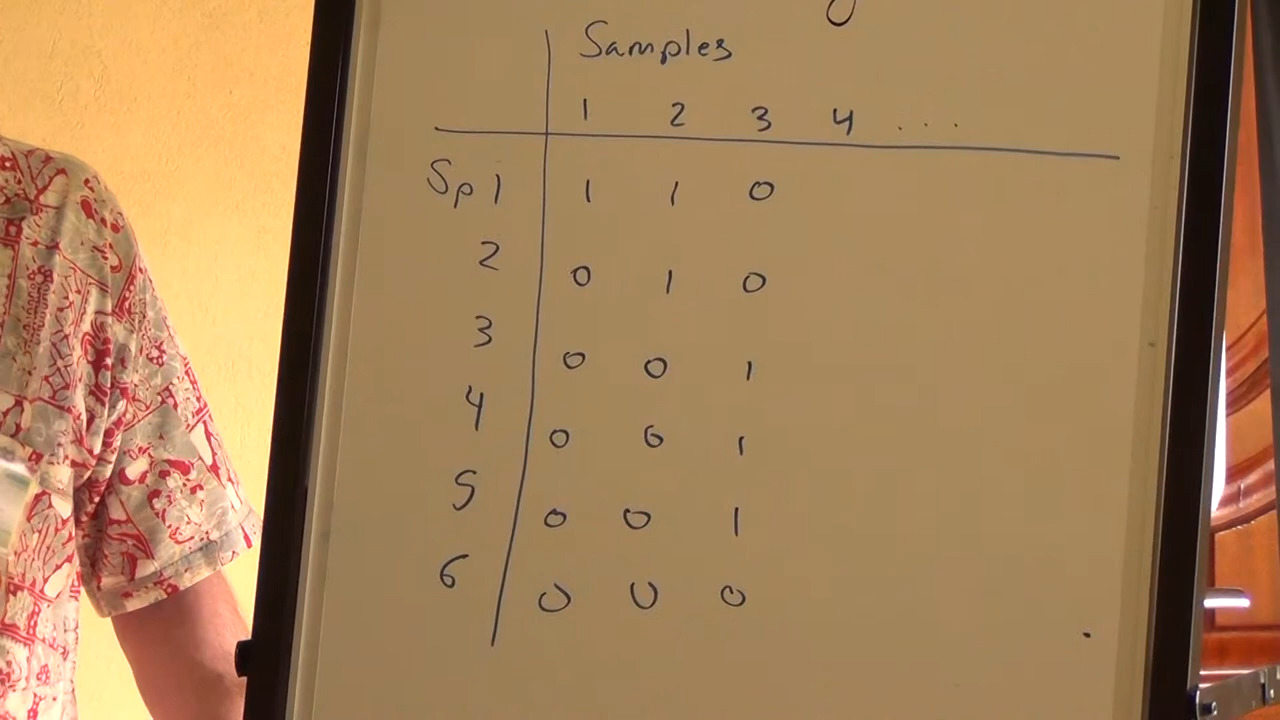 Samples
1 2 3 4 ....
Sp 1 1 1 0
2 0 1 0
3 0 0 1
4 0 0 1
5 0 0 1
6 0 0 0